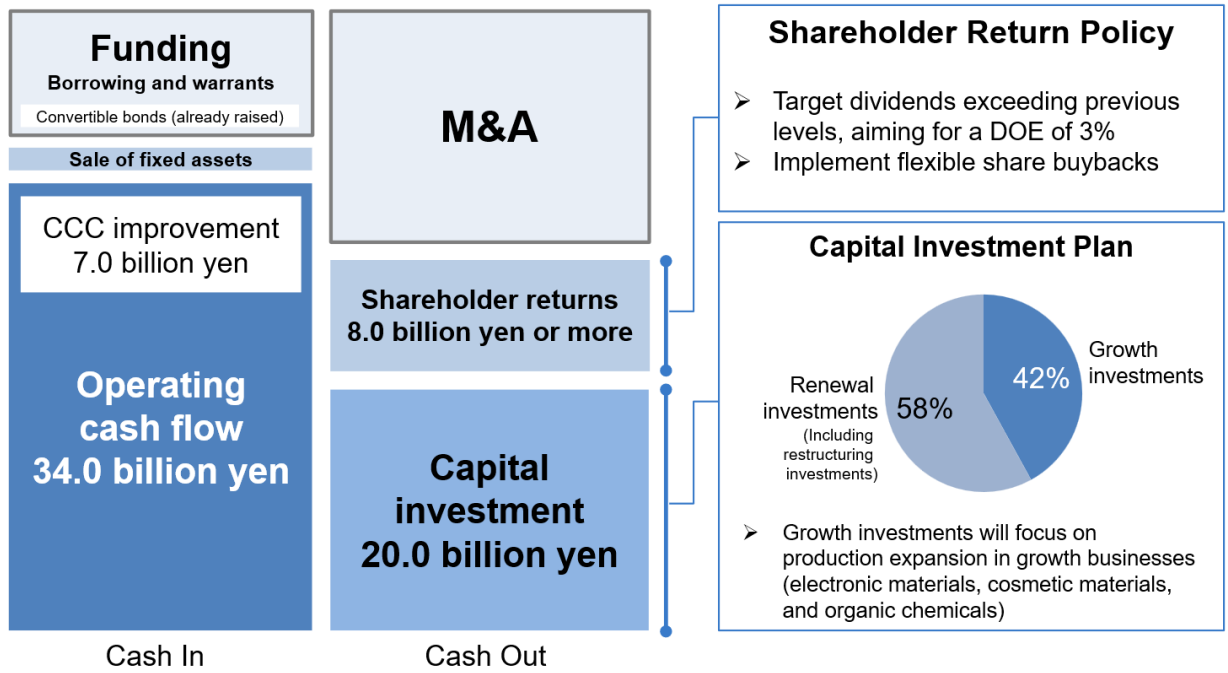 Funding
Borrowing and warrants
Convertible bonds (already raised)
Sale of fixed assets
CCC improvement
7.0 billion yen
Operating
cash flow
34.0 billion yen
Cash In
M&A
Shareholder returns
8.0 billion yen or more
Capital
investment
20.0 billion yen
Cash Out
Shareholder Return Policy
➢ Target dividends exceeding previous
levels, aiming for a DOE of 3%
➢ Implement flexible share buybacks
Capital Investment Plan
Growth
investments
42%
Renewal
investments
(Including
restructuring
investments)
58%
➢ Growth investments will focus on
production expansion in growth businesses
(electronic materials, cosmetic materials,
and organic chemicals)